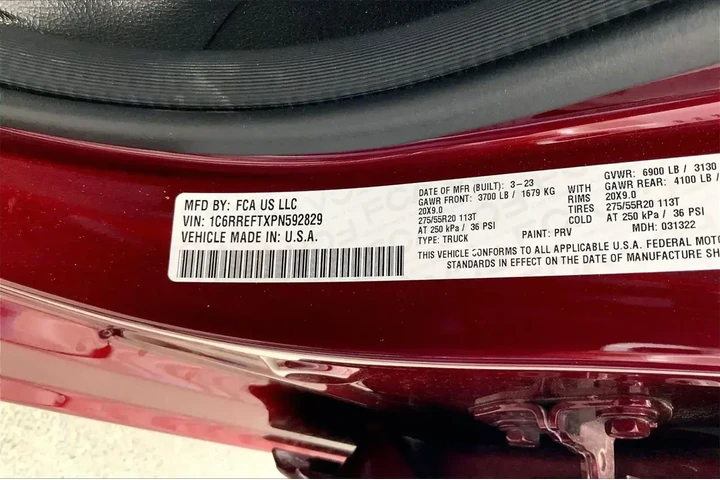 MFD BY: FCA US LLC
VIN: 1C6RREFTXPN592829
VEHICLE MADE IN: U.S.A.
DATE OF MFR (BUILT): 3-23
GAWR FRONT: 3700 LB / 1679 KG
20X9.0
275/55R20 113T
AT 250 kPa / 36 PSI
TYPE: TRUCK
PAINT: PRV
WITH
RIMS
TIRES
COLD
GVWR: 6900 LB / 3130
GAWR REAR: 4100 LB /
20X9.0
275/55R20 113T
AT 250 kPa / 36 PSI
MDH: 031322
THIS VEHICLE CONFORMS TO ALL APPLICABLE U.S.A. FEDERAL MOT
STANDARDS IN EFFECT ON THE DATE OF MANUFACTURE SH